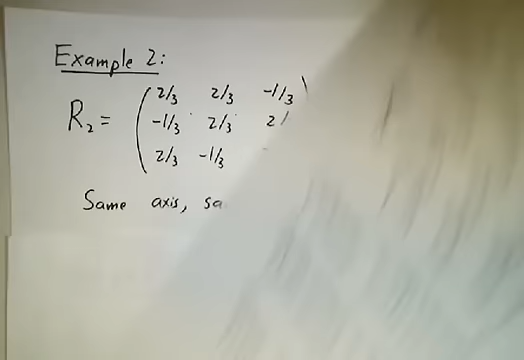 Example 2:
R₂ = ( 2/3 2/3 -1/3 )
-1/3 2/3 2/
2/3 -1/3
Same axis, sa